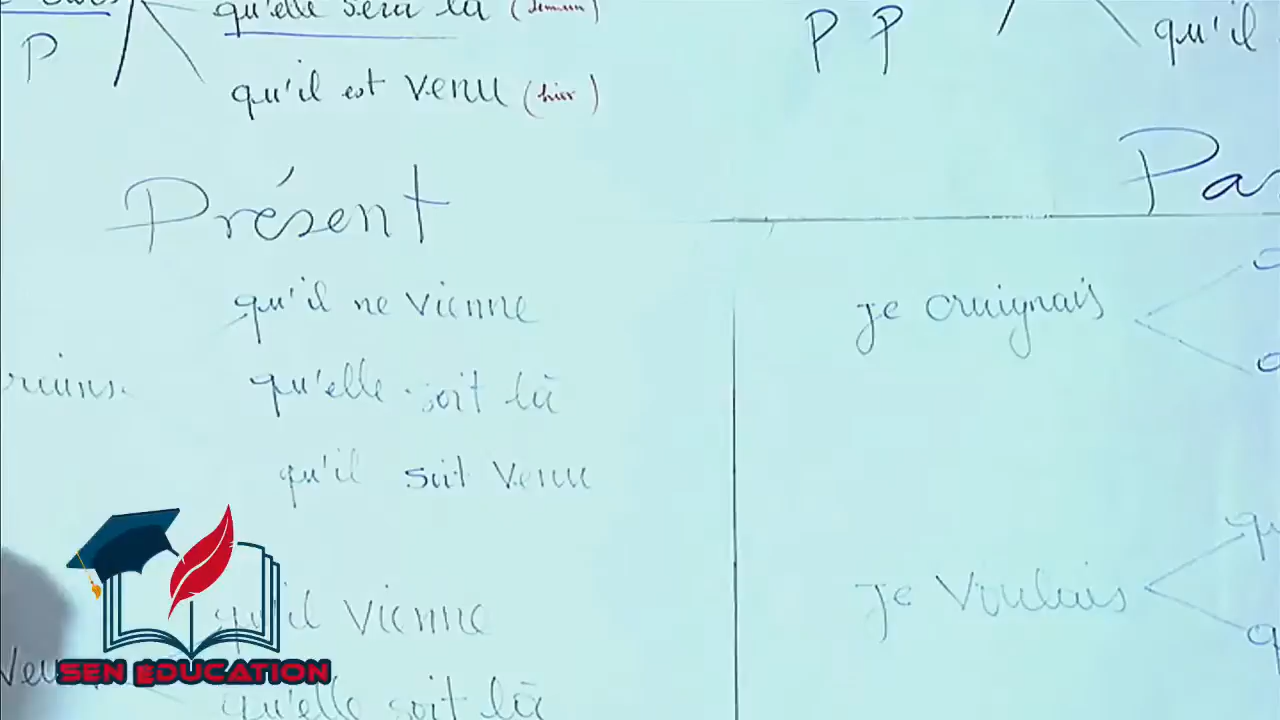 qu'elle sera là (demain)
P
qu'il est venu (hier)
P P
qu'il
Présent
qu'il ne vienne
qu'elle soit là
qu'il soit venu
je craignais
qu'il vienne
qu'elle soit là
je voulais
SEN EDUCATION